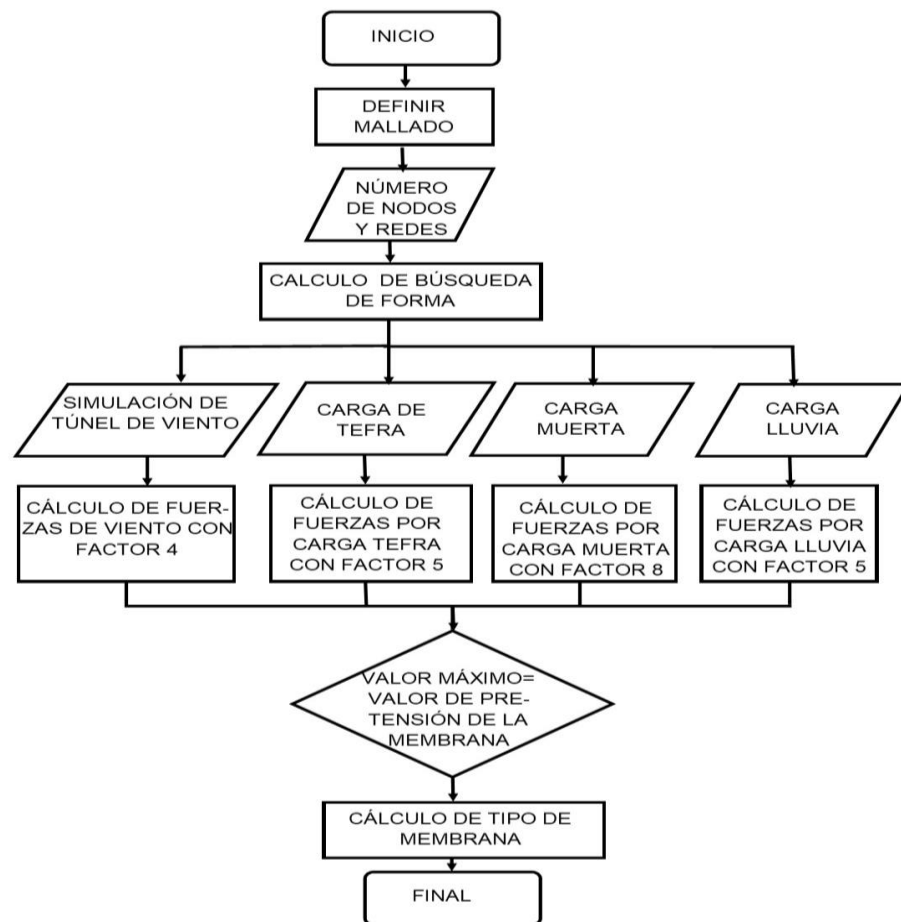 INICIO
DEFINIR
MALLADO
NÚMERO
DE NODOS
Y REDES
CALCULO DE BÚSQUEDA
DE FORMA
SIMULACIÓN DE
TÚNEL DE VIENTO
CARGA DE
TEFRA
CARGA
MUERTA
CARGA
LLUVIA
CÁLCULO DE FUER-
ZAS DE VIENTO CON
FACTOR 4
CÁLCULO DE
FUERZAS POR
CARGA TEFRA
CON FACTOR 5
CÁLCULO DE
FUERZAS POR
CARGA MUERTA
CON FACTOR 8
CÁLCULO DE
FUERZAS POR
CARGA LLUVIA
CON FACTOR 5
VALOR MÁXIMO=
VALOR DE PRE-
TENSIÓN DE LA
MEMBRANA
CÁLCULO DE TIPO DE
MEMBRANA
FINAL